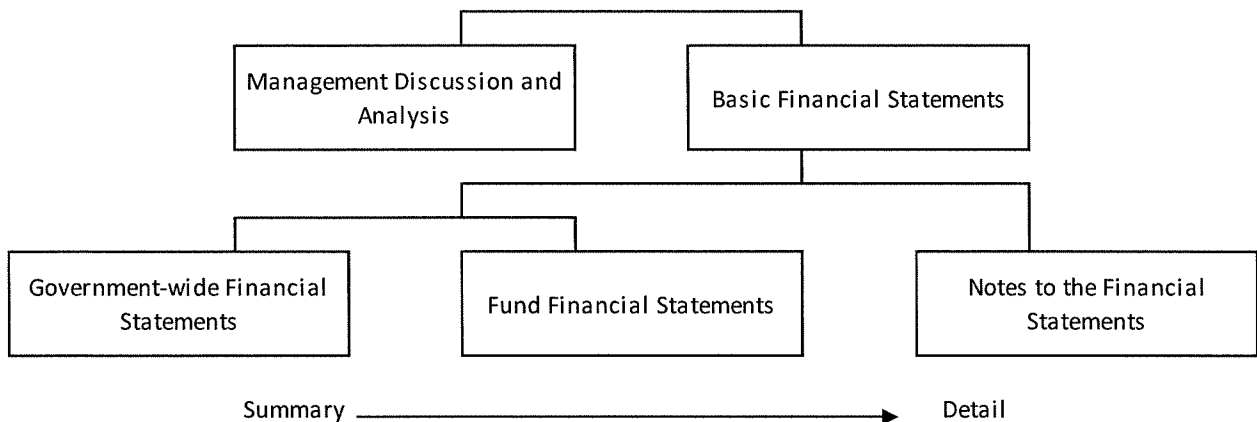 Management Discussion and
Analysis
Basic Financial Statements
Government-wide Financial
Statements
Fund Financial Statements
Notes to the Financial
Statements
Summary
Detail